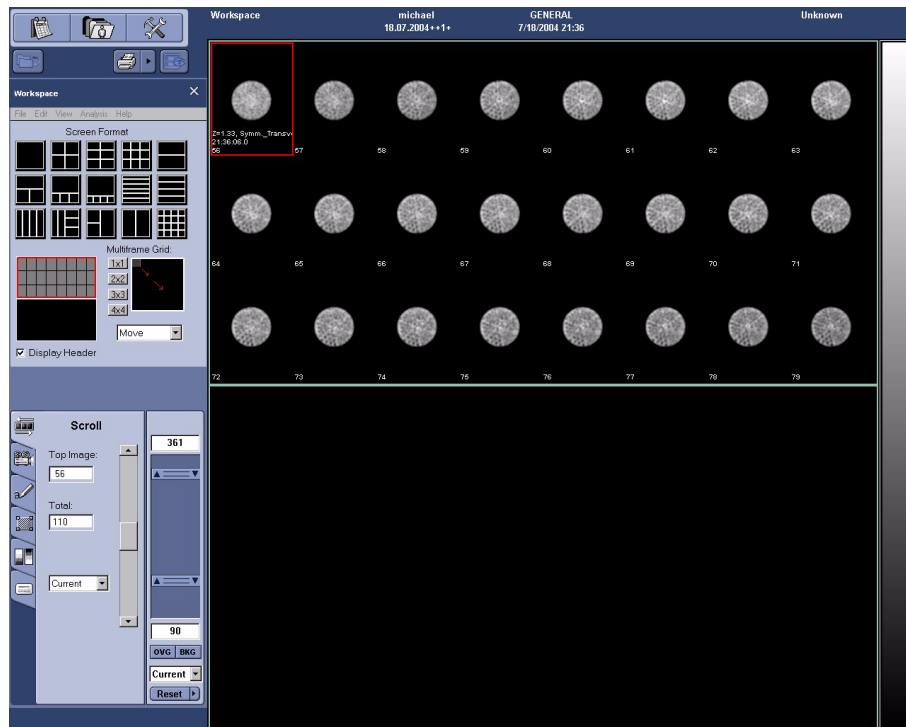 Workspace michael GENERAL Unknown
18.07.2004++1+ 7/18/2004 21:36
Workspace
File Edit View Analysis Help
Screen Format
Multiframe Grid:
1x1
2x2
3x3
4x4
Move
Display Header
Z=1.33, Symm._Transve
21:36:06.0
56 57 58 59 60 61 62 63
64 65 66 67 68 69 70 71
72 73 74 75 76 77 78 79
Scroll
Top Image:
56
Total:
110
Current
361
90
OVG BKG
Current
Reset